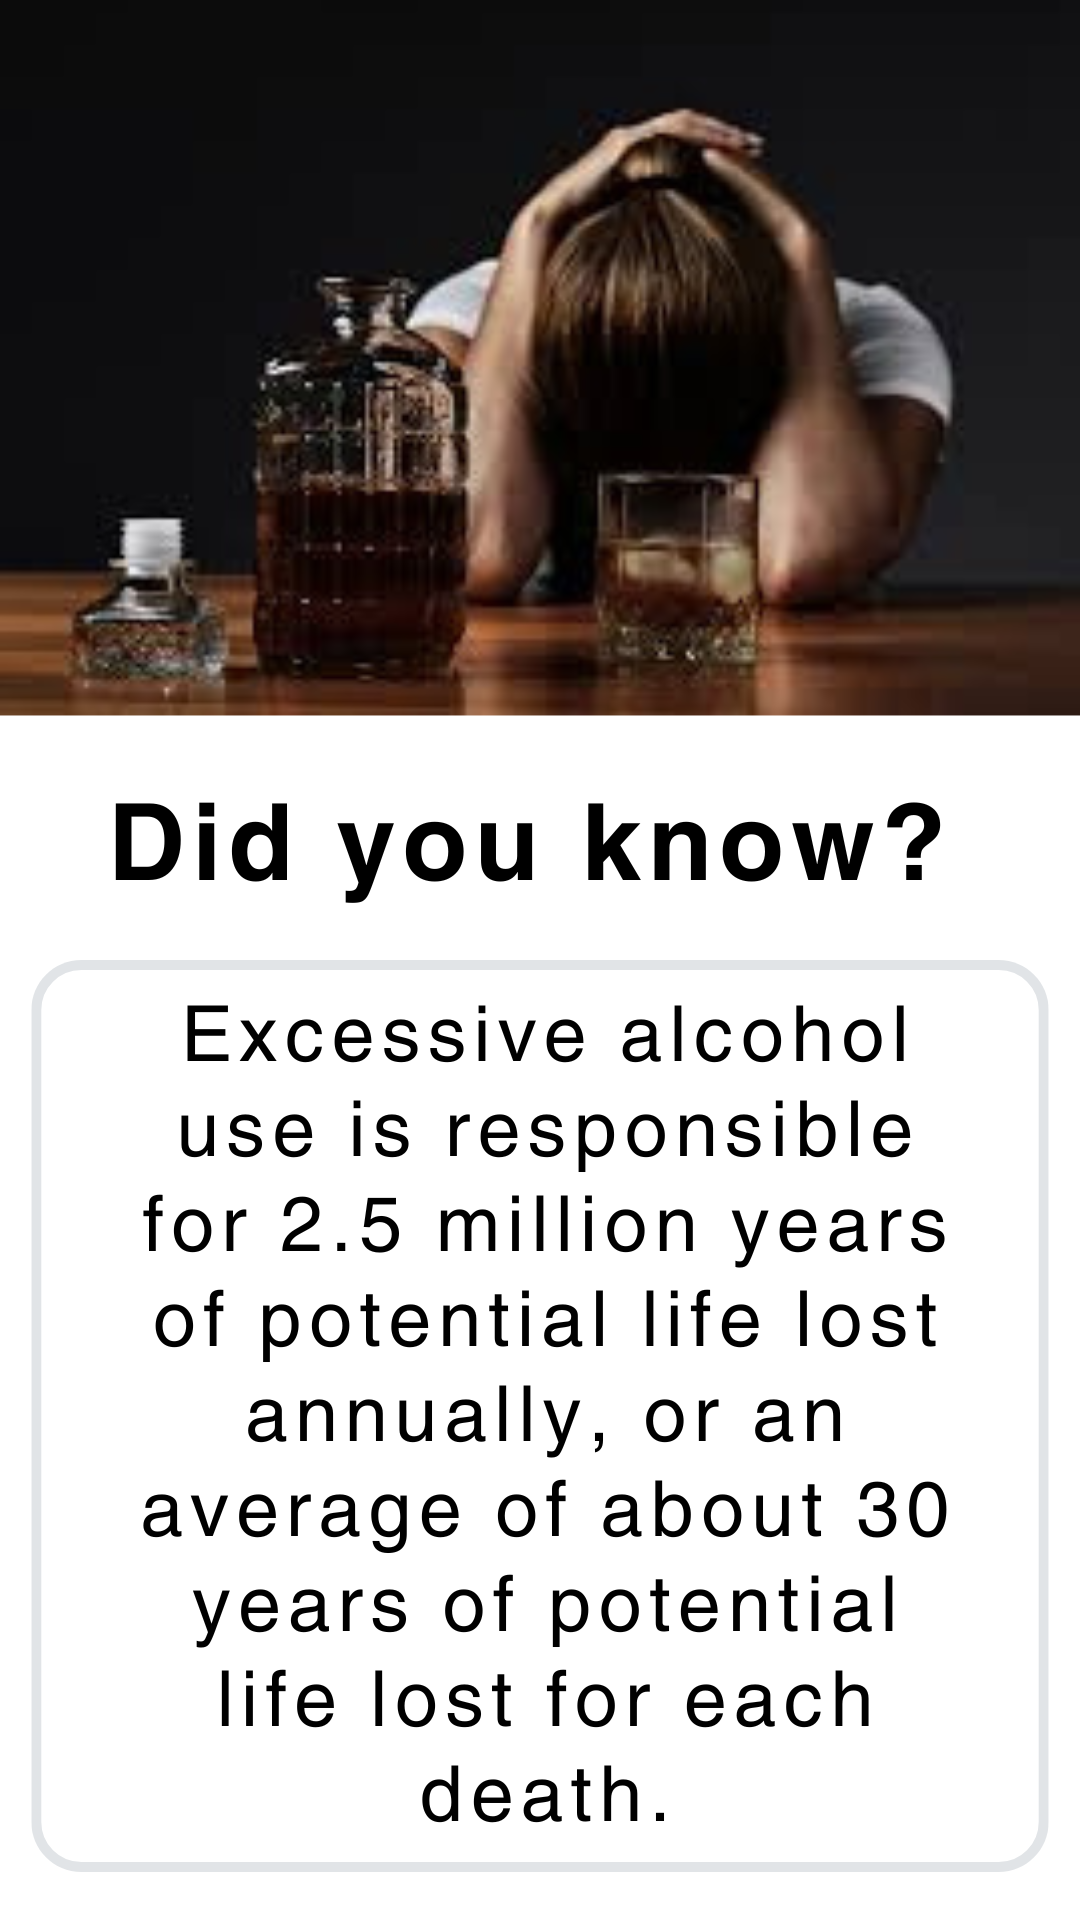 Did you know?
Excessive alcohol
use is responsible
for 2.5 million years
of potential life lost
annually, or an
average of about 30
years of potential
life lost for each
death.